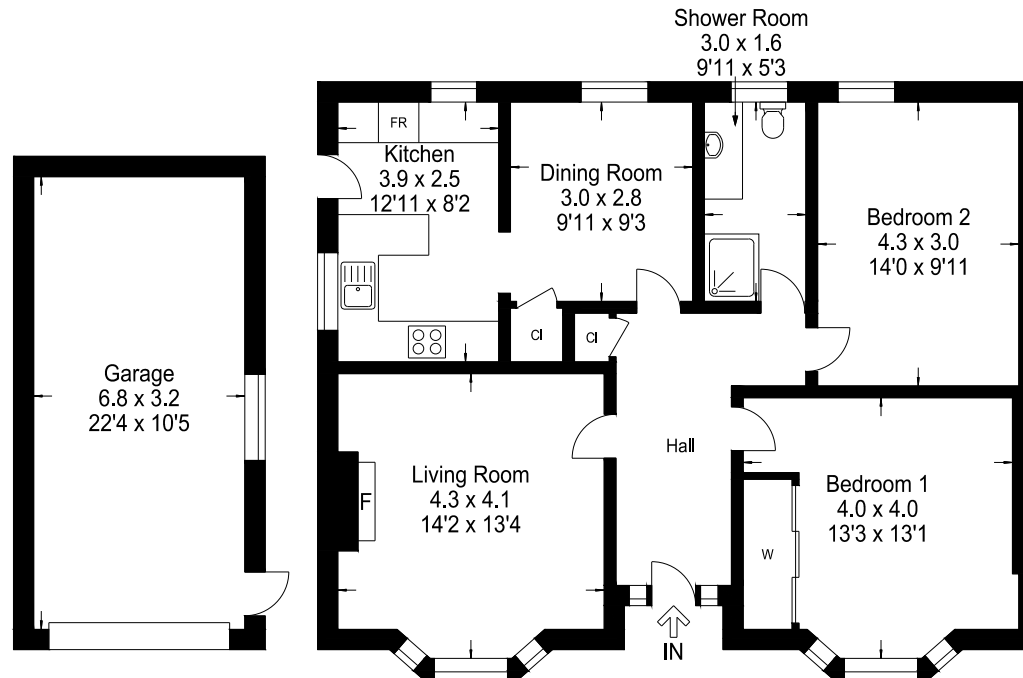 Shower Room
3.0 x 1.6
9'11 x 5'3
FR
Kitchen
3.9 x 2.5
12'11 x 8'2
Dining Room
3.0 x 2.8
9'11 x 9'3
Bedroom 2
4.3 x 3.0
14'0 x 9'11
Cl
Cl
Garage
6.8 x 3.2
22'4 x 10'5
Hall
Living Room
4.3 x 4.1
14'2 x 13'4
F
Bedroom 1
4.0 x 4.0
13'3 x 13'1
W
IN